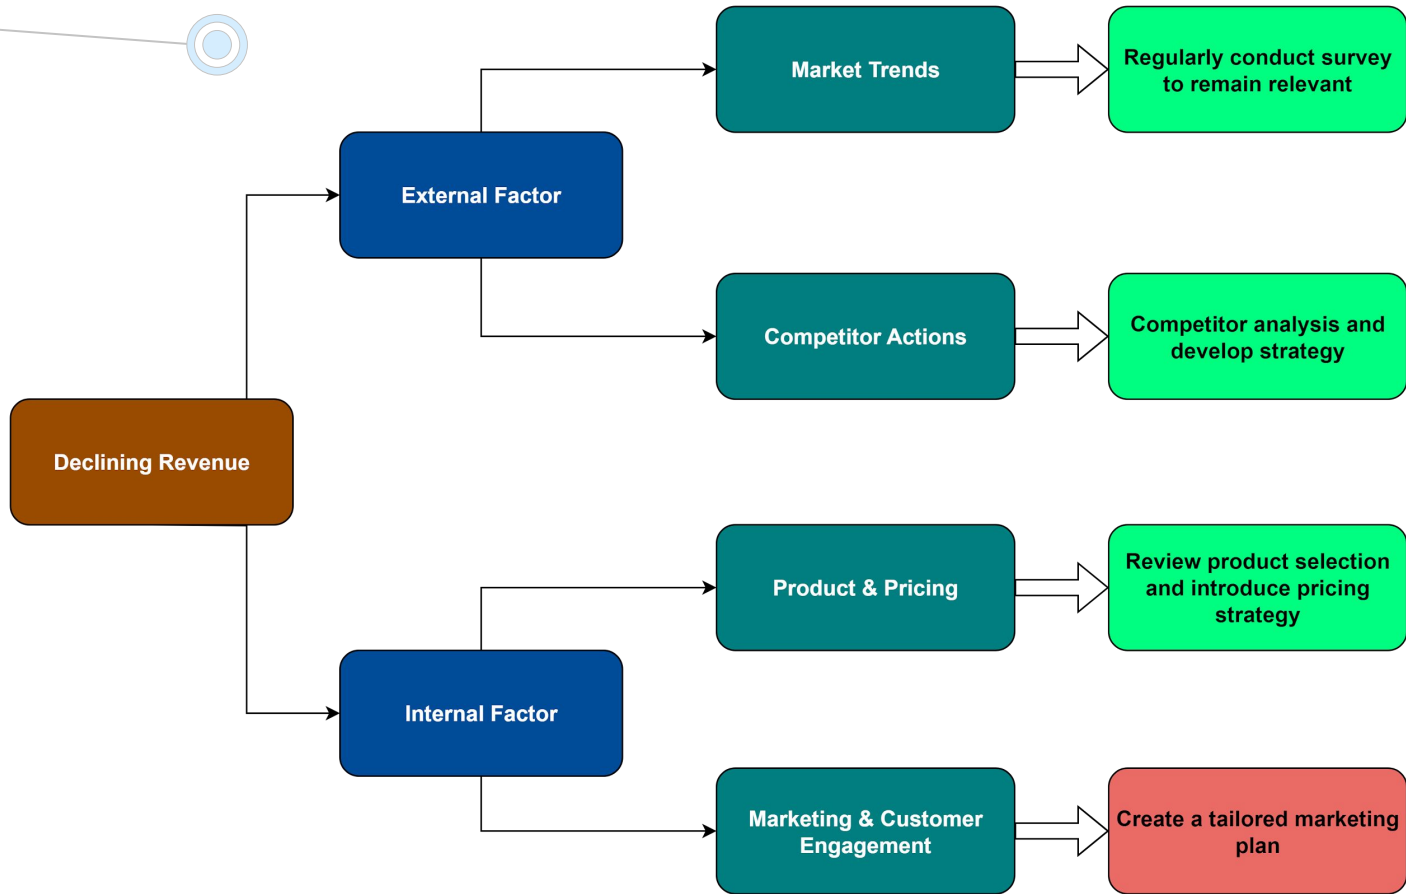 Market Trends
Regularly conduct survey
to remain relevant
External Factor
Competitor Actions
Competitor analysis and
develop strategy
Declining Revenue
Product & Pricing
Review product selection
and introduce pricing
strategy
Internal Factor
Marketing & Customer
Engagement
Create a tailored marketing
plan